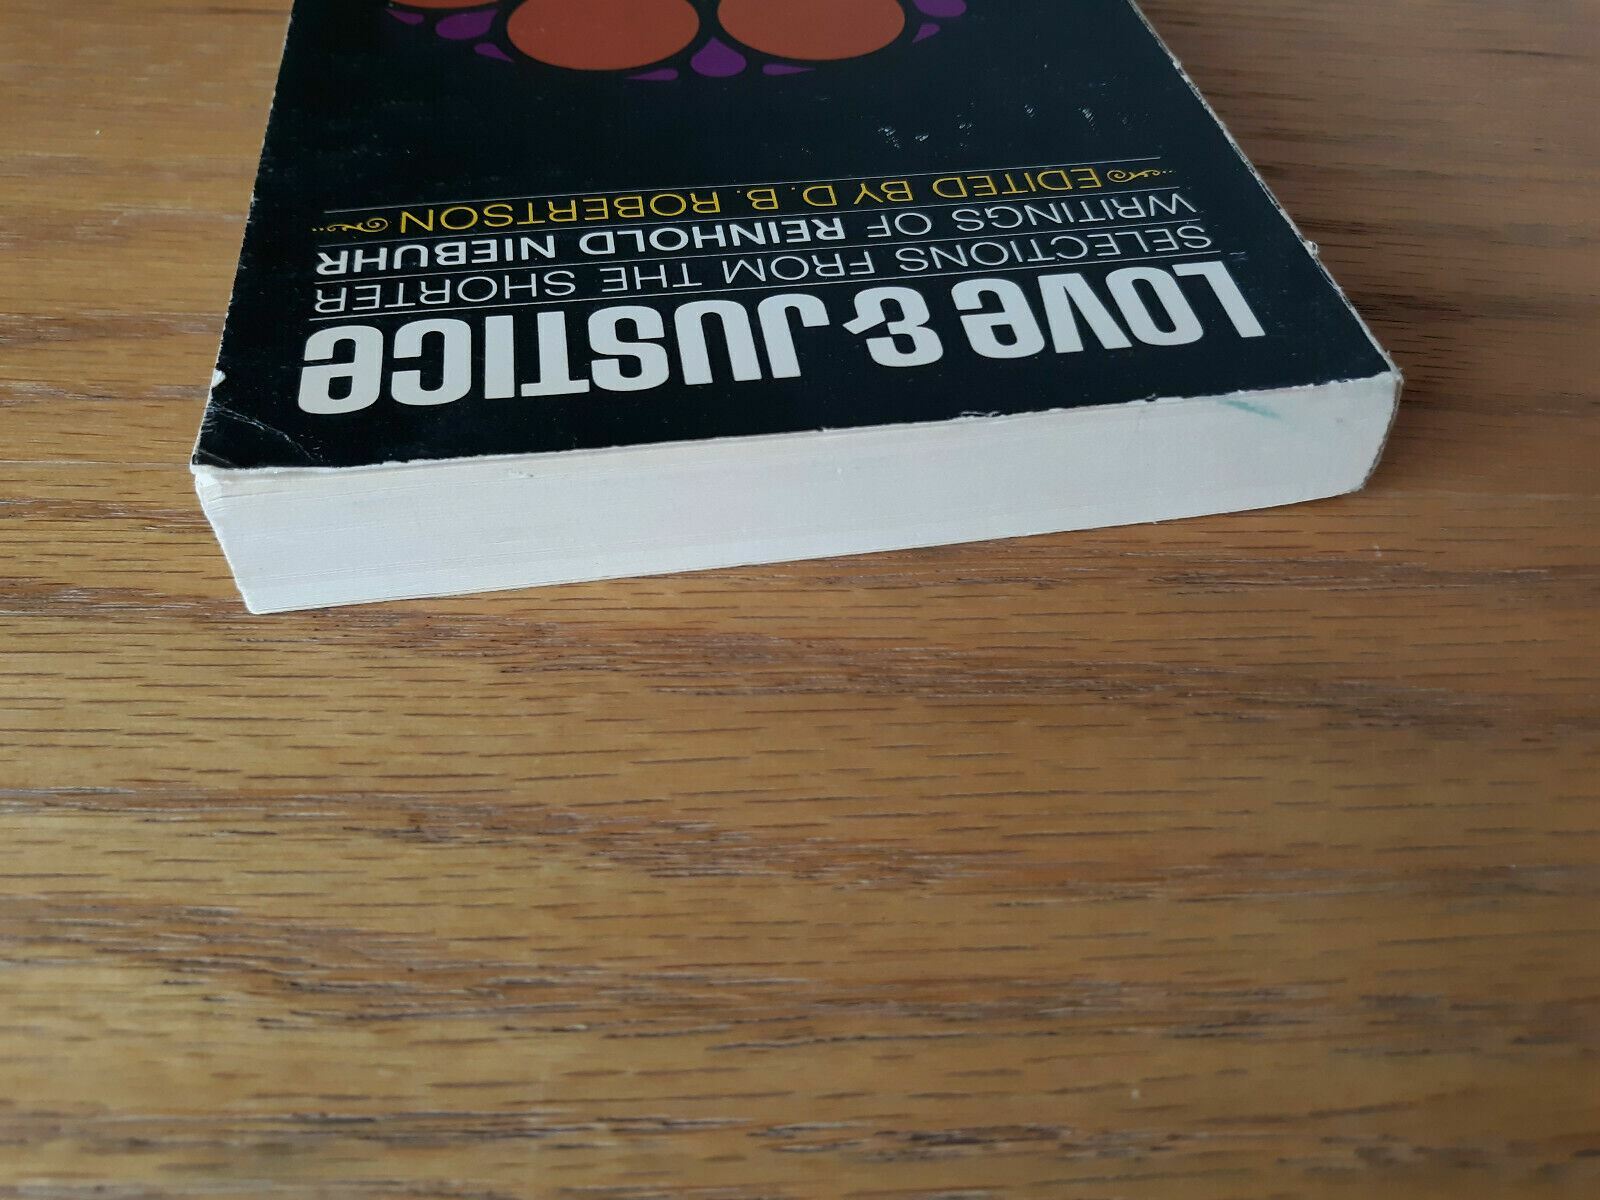 LOVE & JUSTICE
SELECTIONS FROM THE SHORTER
WRITINGS OF REINHOLD NIEBUHR
EDITED BY D. B. ROBERTSON